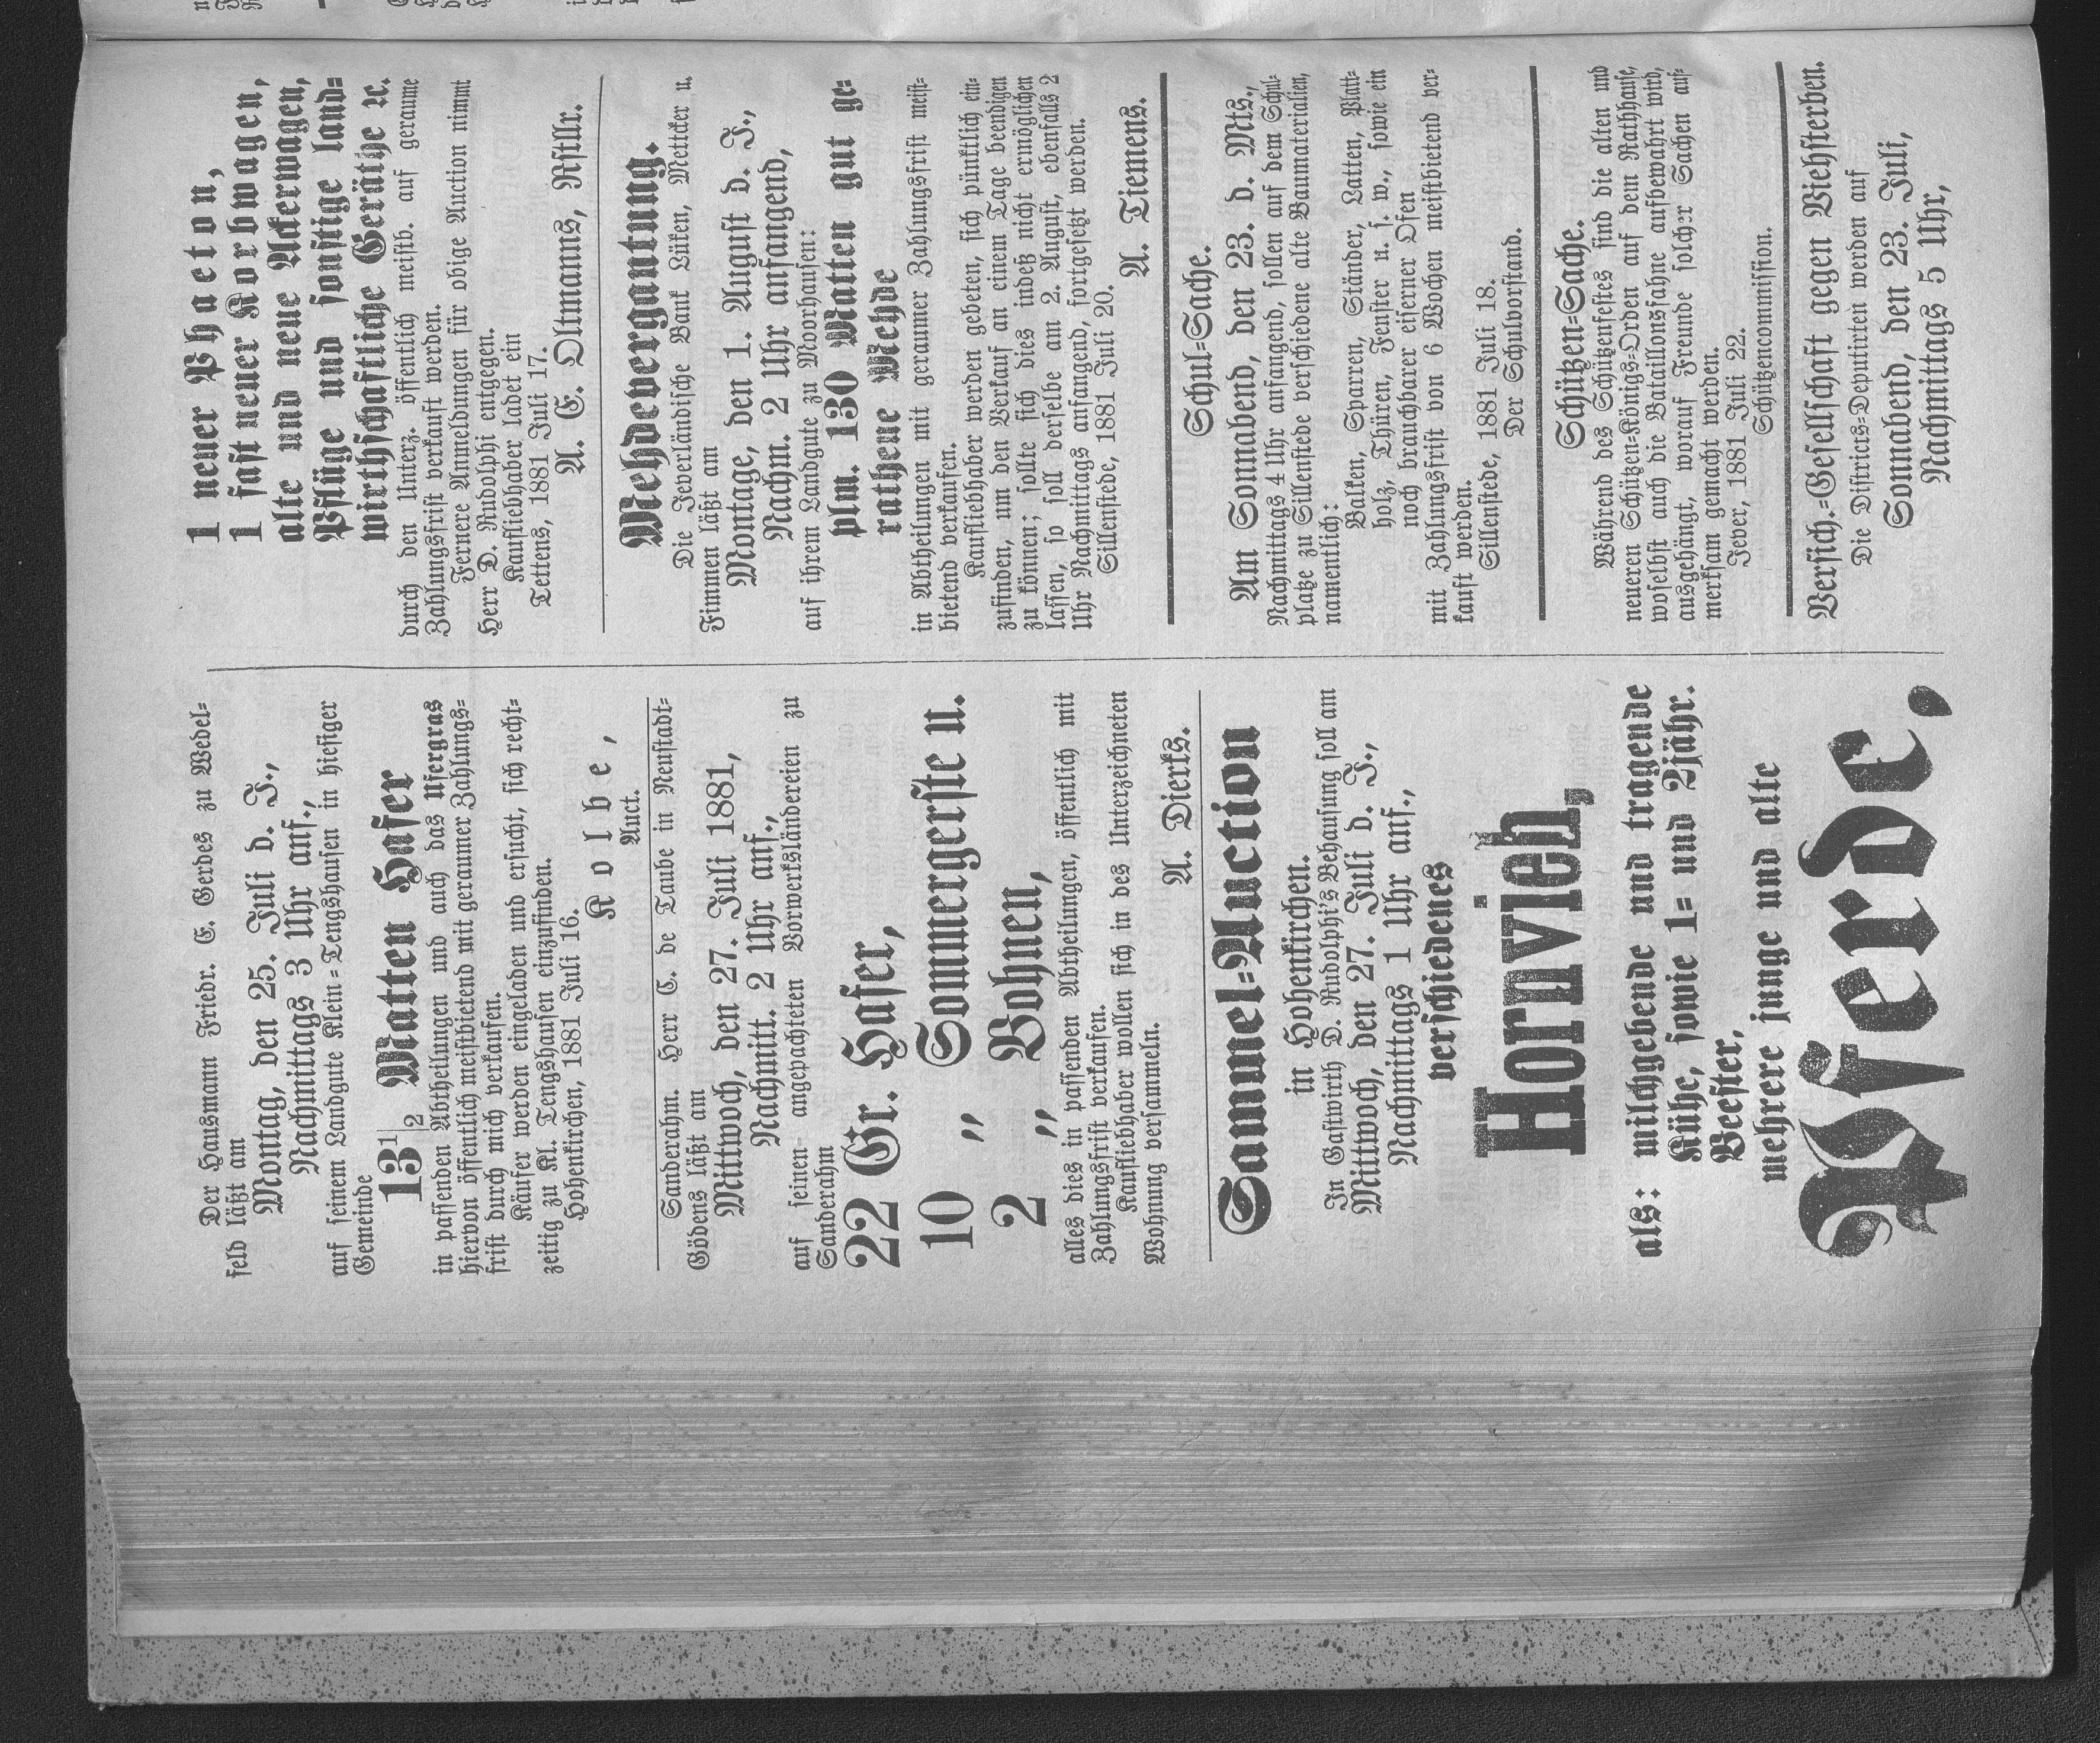 Der Hausmann Friedr. E. Gerdes zu Wedel-
feld läßt am
Montag, den 25. Juli d. J.,
Nachmittags 3 Uhr anf.,
auf seinem Landgute Klein-Tengshausen in hiesiger
Gemeinde
13 1/2 Matten Hafer
in passenden Abtheilungen und auch das Ufergras
hiervon öffentlich meistbietend mit geraumer Zahlungs-
frist durch mich verkaufen.
Käufer werden eingeladen und ersucht, sich recht-
zeitig zu Kl. Tengshausen einzufinden.
Hohenkirchen, 1881 Juli 16.
Kolbe,
Auct.
Sanderahm. Herr C. de Taube in Neustadt-
Gödens läßt am
Mittwoch, den 27. Juli 1881,
Nachmitt. 2 Uhr anf.,
auf seinen angepachteten Vorwerksländereien zu
Sanderahm
22 Gr. Hafer,
10 „ Sommergerste u.
2 „ Bohnen,
alles dies in passenden Abtheilungen, öffentlich mit
Zahlungsfrist verkaufen.
Kaufliebhaber wollen sich in des Unterzeichneten
Wohnung versammeln.
A. Dierks.
Sammel-Auction
in Hohenkirchen.
In Gastwirth D. Rudolphi's Behausung soll am
Mittwoch, den 27. Juli d. J.,
Nachmittags 1 Uhr anf.,
verschiedenes
Hornvieh,
als: milchgebende und tragende
Kühe, sowie 1- und 2jähr.
Beester,
mehrere junge und alte
Pferde,
1 neuer Phaeton,
1 fast neuer Korbwagen,
alte und neue Ackerwagen,
Pflüge und sonstige land-
wirthschaftliche Geräthe ꝛc.
durch den Unterz. öffentlich meistb. auf geraume
Zahlungsfrist verkauft werden.
Fernere Anmeldungen für obige Auction nimmt
Herr D. Rudolphi entgegen.
Kaufliebhaber ladet ein
Tettens, 1881 Juli 17.
A. E. Oltmanns, Rstllr.
Mehdevergantung.
Die Jeverländische Bank Lüken, Mettcker u.
Fimmen läßt am
Montage, den 1. August d. J.,
Nachm. 2 Uhr anfangend,
auf ihrem Landgute zu Moorhausen:
plm. 130 Matten gut ge-
rathene Mehde
in Abtheilungen mit geraumer Zahlungsfrist meist-
bietend verkaufen.
Kaufliebhaber werden gebeten, sich pünktlich ein-
zufinden, um den Verkauf an einem Tage beendigen
zu können; sollte sich dies indeß nicht ermöglichen
lassen, so soll derselbe am 2. August, ebenfalls 2
Uhr Nachmittags anfangend, fortgesetzt werden.
Sillenstede, 1881 Juli 20.
A. Tiemens.
Schul-Sache.
Am Sonnabend, den 23. d. Mts.,
Nachmittags 4 Uhr anfangend, sollen auf dem Schul-
platze zu Sillenstede verschiedene alte Baumaterialien,
namentlich:
Balken, Sparren, Ständer, Latten, Platt-
holz, Thüren, Fenster u. s. w., sowie ein
noch brauchbarer eiserner Ofen
mit Zahlungsfrist von 6 Wochen meistbietend ver-
kauft werden.
Sillenstede, 1881 Juli 18.
Der Schulvorstand.
Schützen-Sache.
Während des Schützenfestes sind die alten und
neueren Schützen-Königs-Orden auf dem Rathhause,
woselbst auch die Bataillonsfahne aufbewahrt wird,
ausgehängt, worauf Freunde solcher Sachen auf-
merksam gemacht werden.
Jever, 1881 Juli 22.
Schützencommission.
Versich.-Gesellschaft gegen Viehsterben.
Die Districts-Deputirten werden auf
Sonnabend, den 23. Juli,
Nachmittags 5 Uhr,